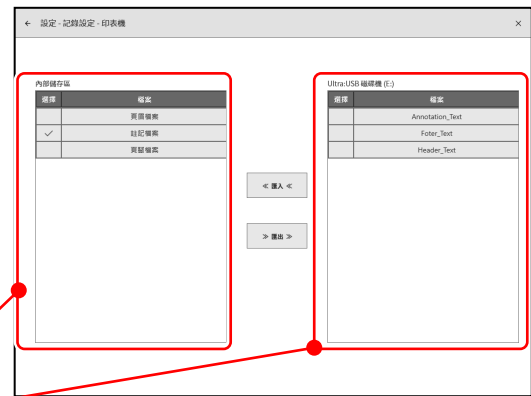 ← 設定 - 記錄設定 - 印表機 ×
內部儲存區
選擇 檔案
頁首檔案
✓ 註記檔案
頁腳檔案
≪ 匯入 ≪
≫ 匯出 ≫
Ultra:USB 磁碟機 (E:)
選擇 檔案
Annotation_Text
Foter_Text
Header_Text